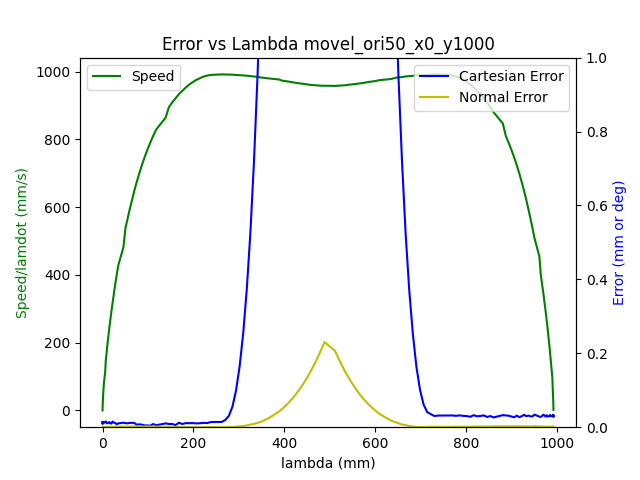 Error vs Lambda movel_ori50_x0_y1000
Speed
Cartesian Error
Normal Error
Speed/lamdot (mm/s)
1000
800
600
400
200
0
1.0
0.8
0.6
0.4
0.2
0.0
Error (mm or deg)
0 200 400 600 800 1000
lambda (mm)